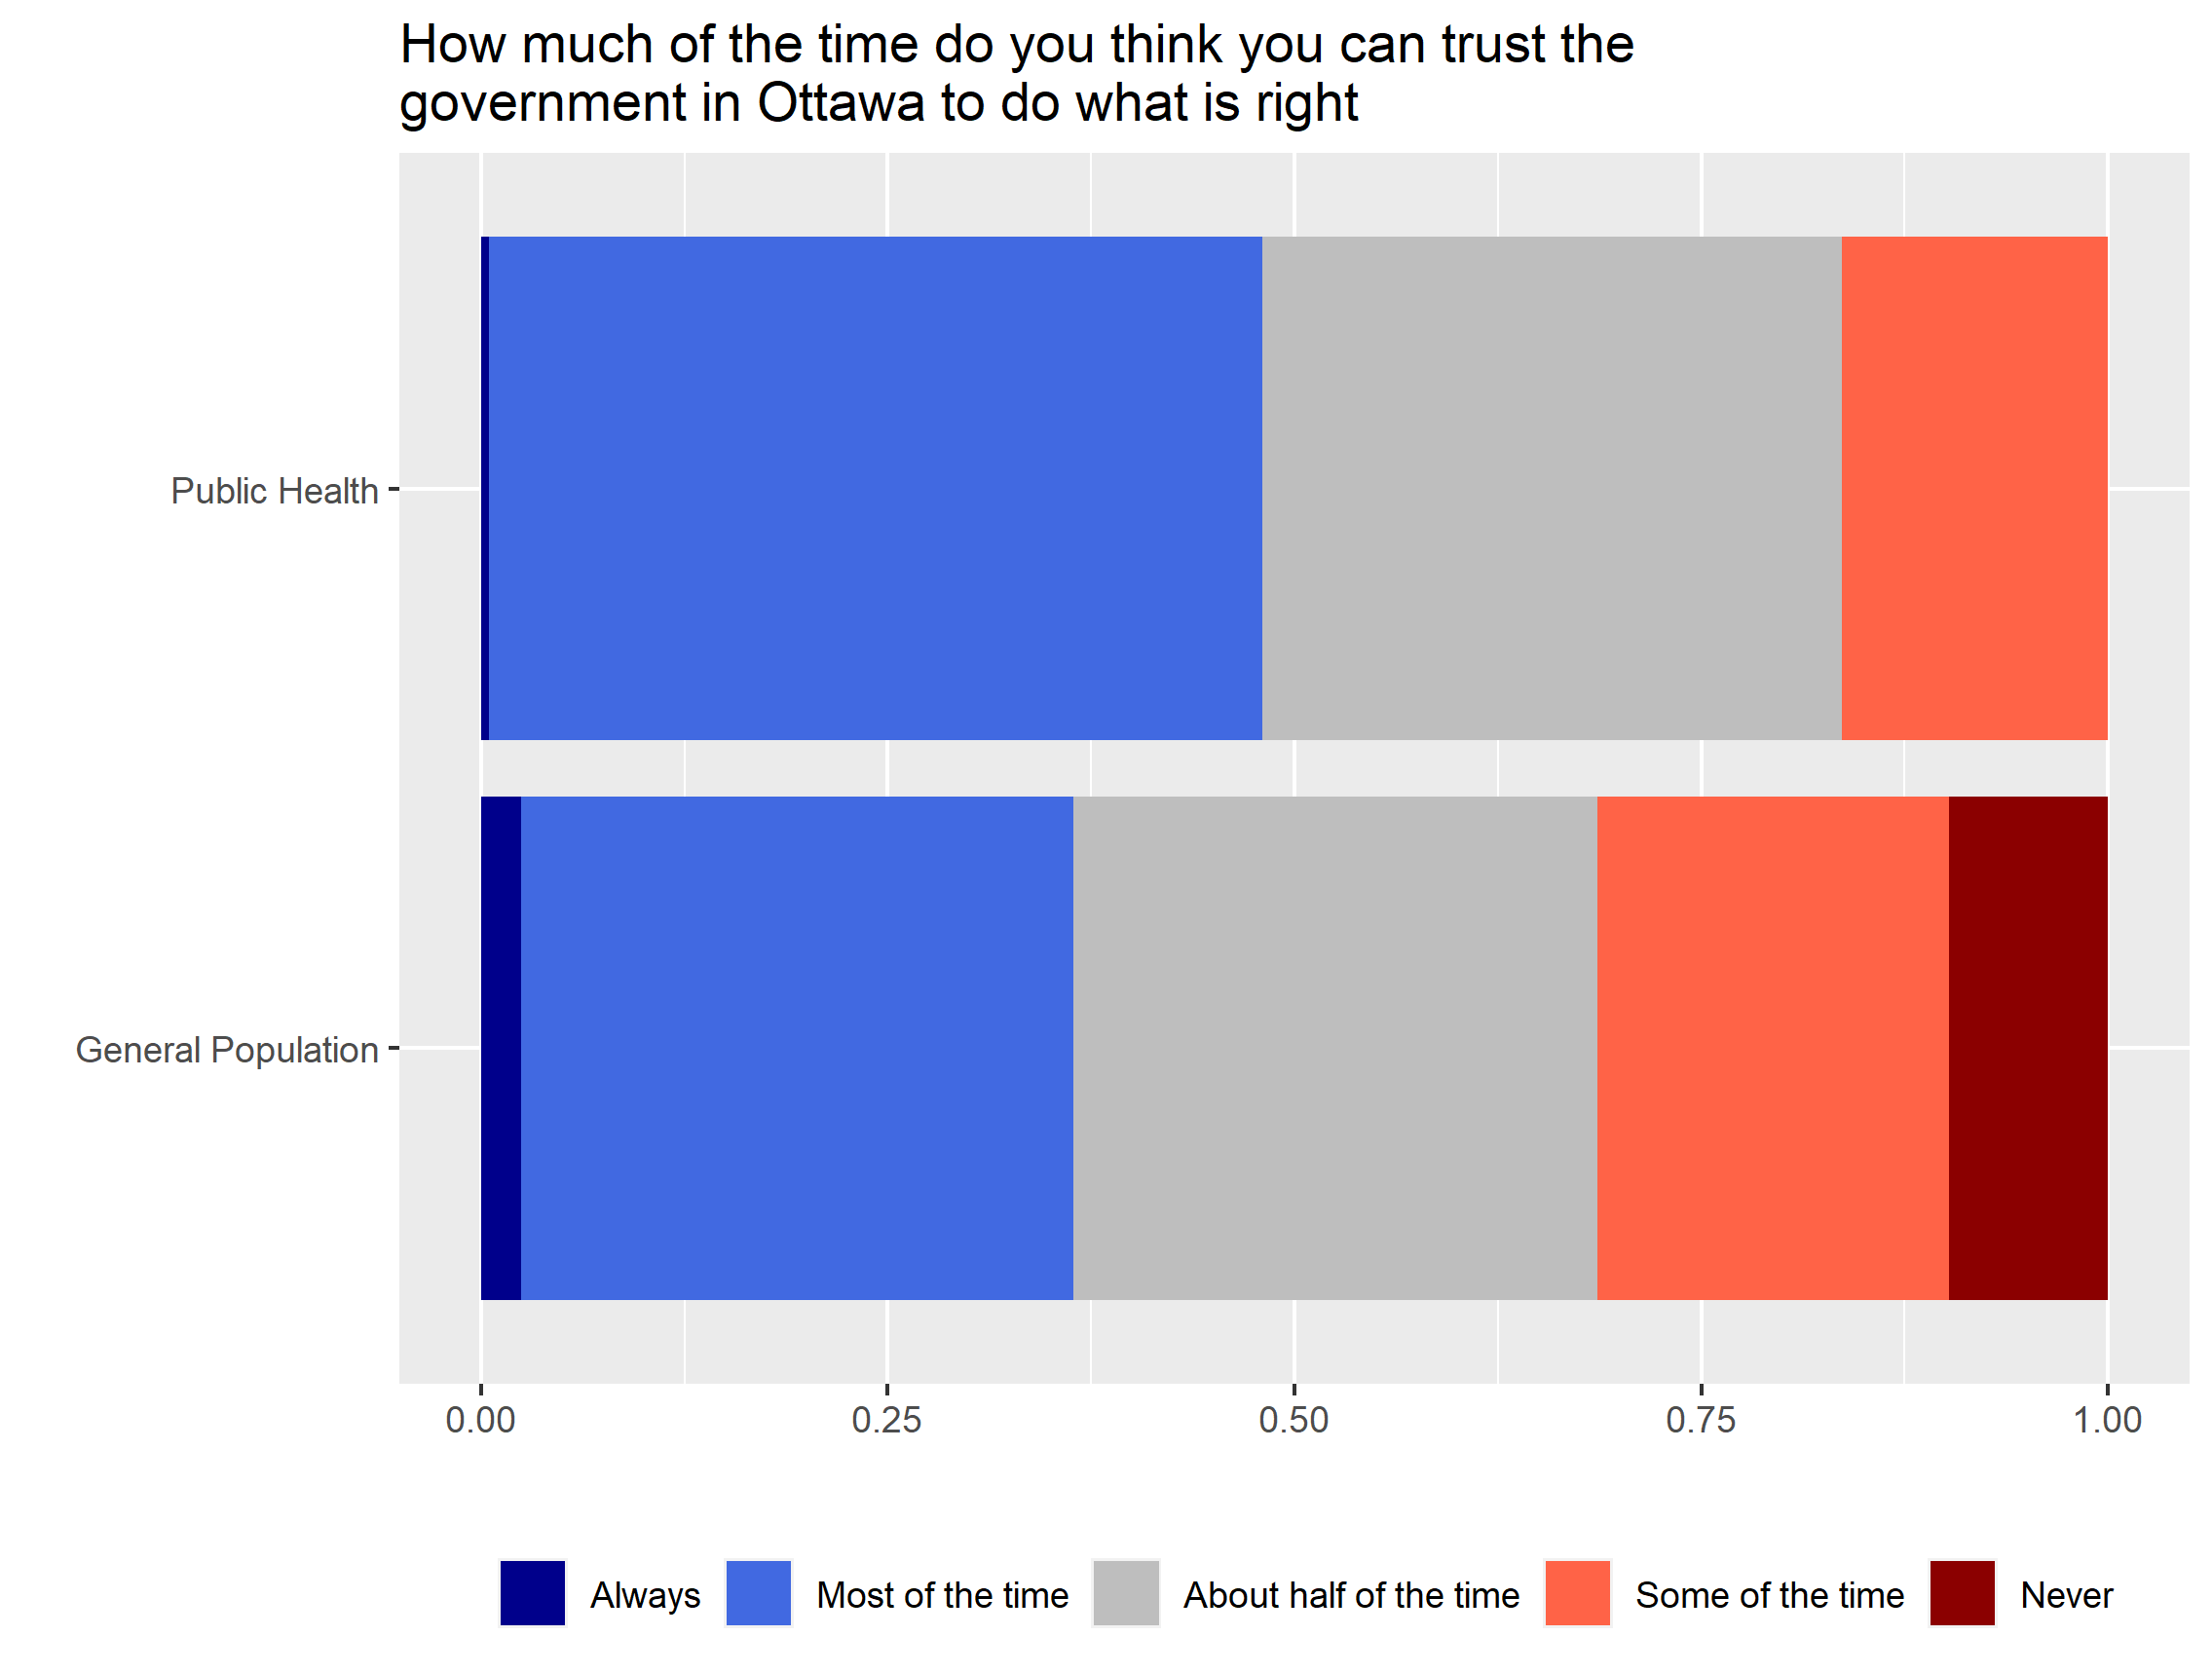 How much of the time do you think you can trust the
government in Ottawa to do what is right
Public Health
General Population
0.00 0.25 0.50 0.75 1.00
Always Most of the time About half of the time Some of the time Never